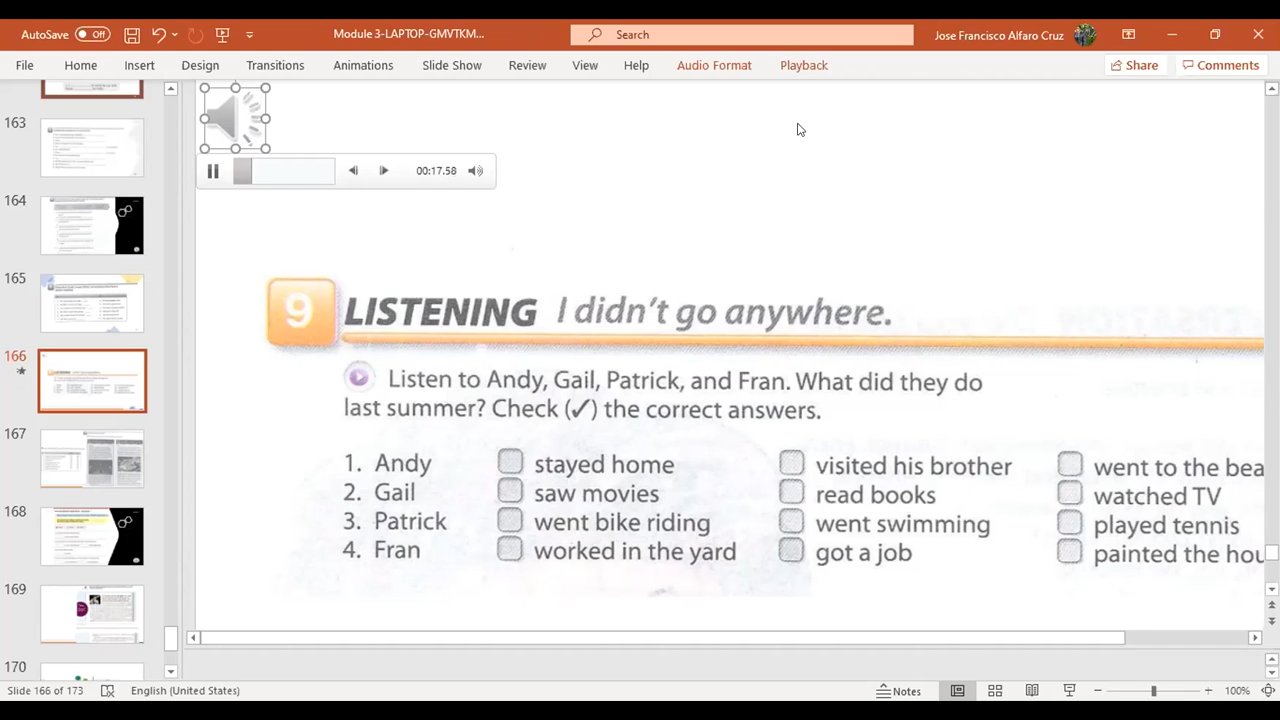 AutoSave Off Module 3-LAPTOP-GMVTKM... Search Jose Francisco Alfaro Cruz
File Home Insert Design Transitions Animations Slide Show Review View Help Audio Format Playback Share Comments
163
164
165
166
167
168
169
170
00:17.58
9 LISTENING I didn't go anywhere.
Listen to Andy, Gail, Patrick, and Fran. What did they do
last summer? Check (✓) the correct answers.
1. Andy stayed home visited his brother went to the bea
2. Gail saw movies read books watched TV
3. Patrick went bike riding went swimming played tennis
4. Fran worked in the yard got a job painted the hou
Slide 166 of 173 English (United States) Notes 100%